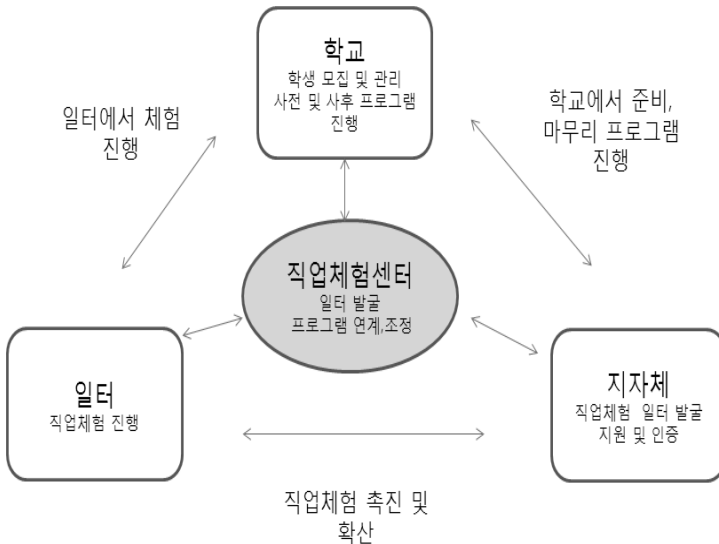 학교
학생 모집 및 관리
사전 및 사후 프로그램
진행
일터에서 체험
진행
학교에서 준비,
마무리 프로그램
진행
직업체험센터
일터 발굴
프로그램 연계,조정
일터
직업체험 진행
지자체
직업체험 일터 발굴
지원 및 인증
직업체험 촉진 및
확산